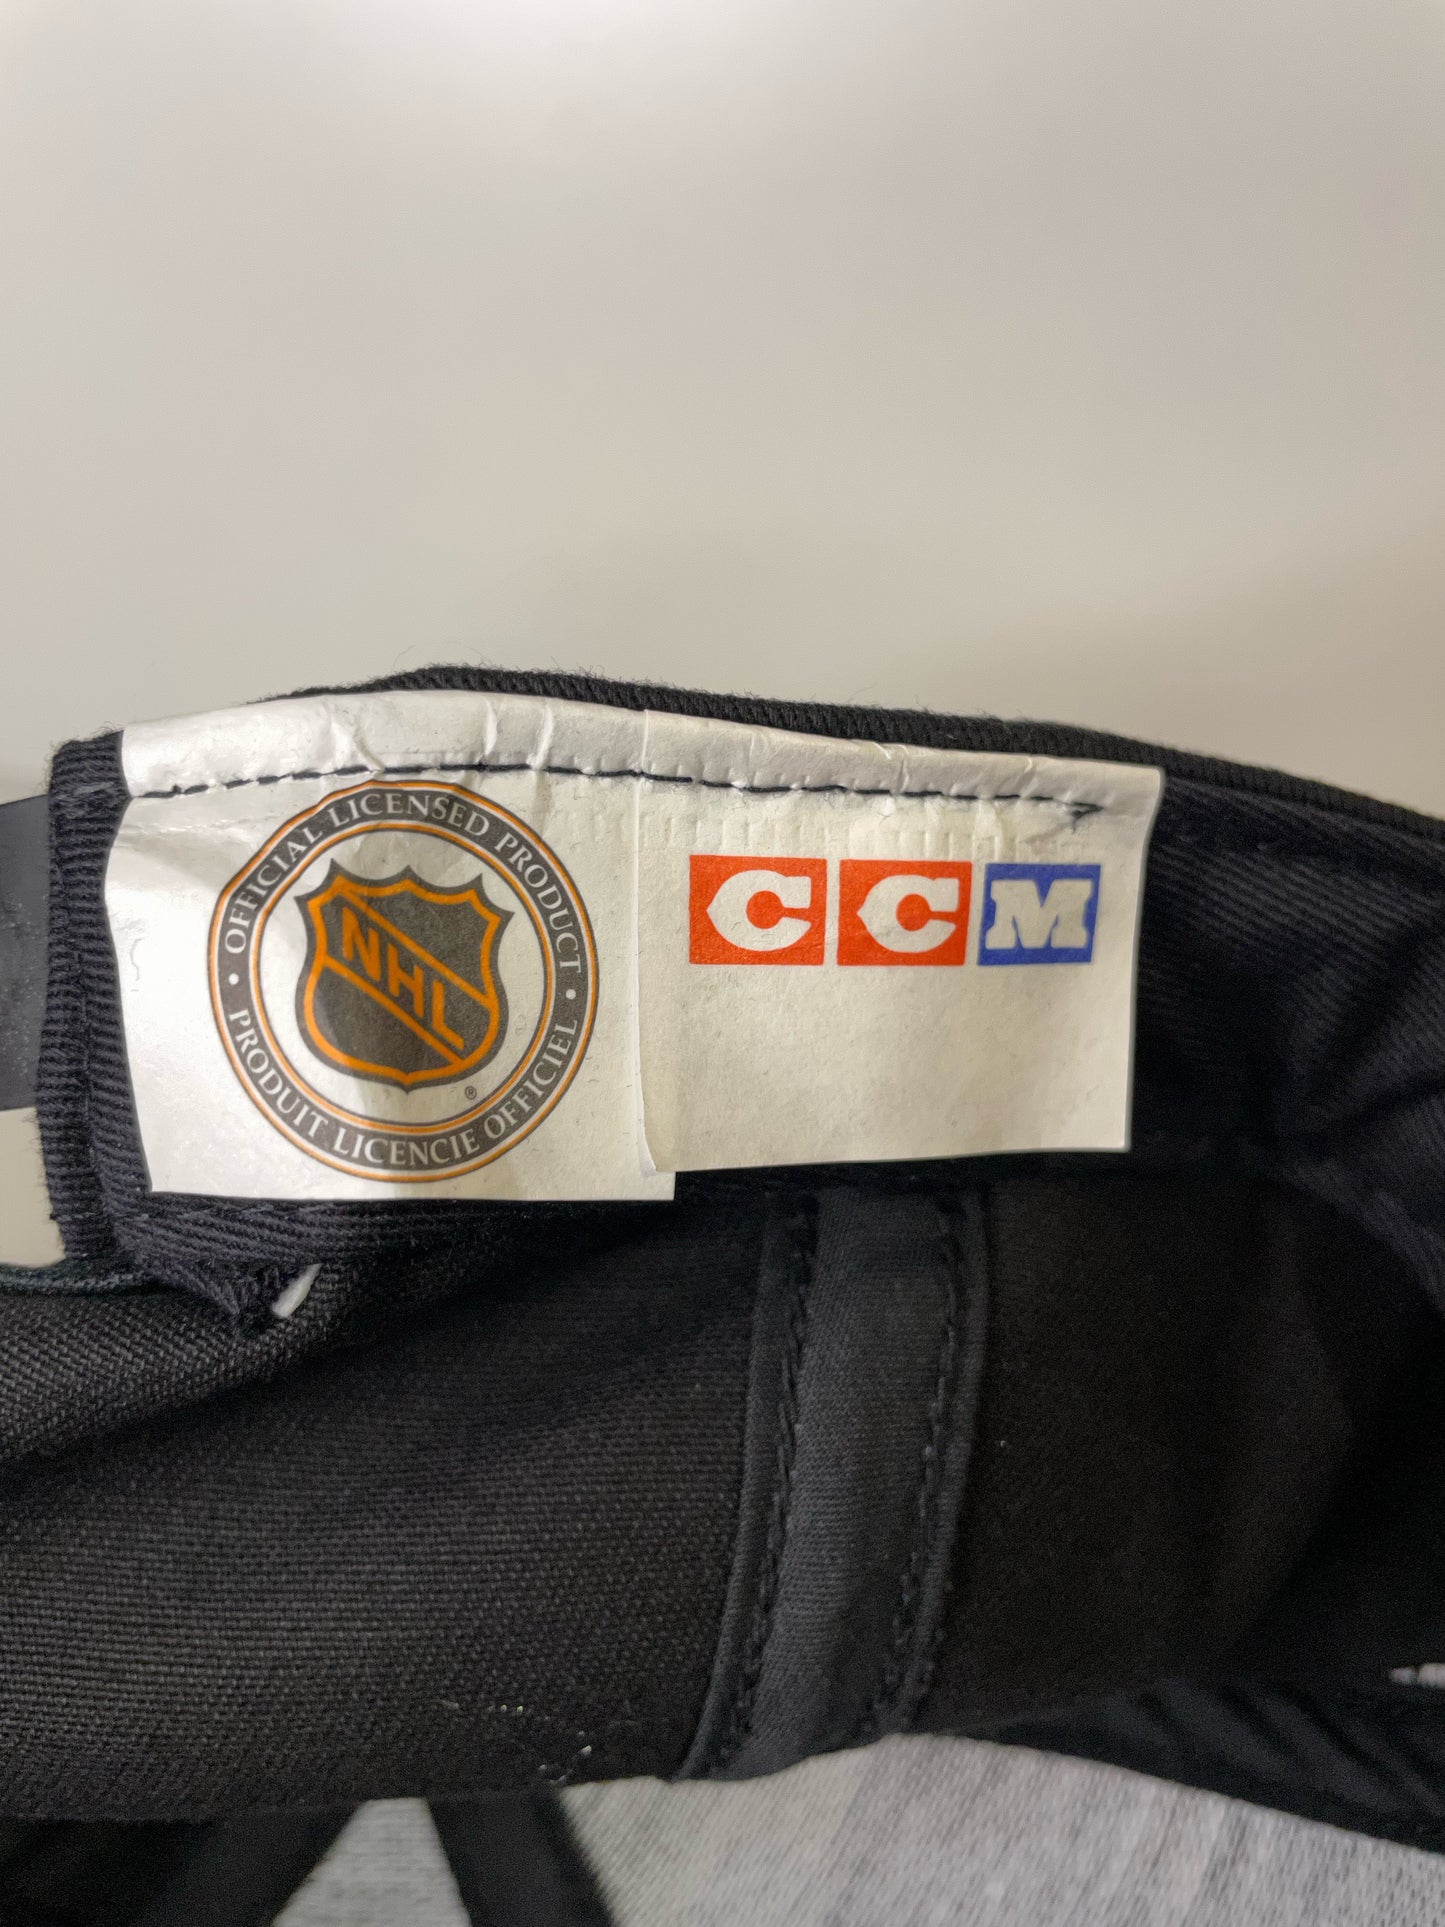 OFFICIAL LICENSED PRODUCT
NHL
®
PRODUIT LICENCIE OFFICIEL
CCM